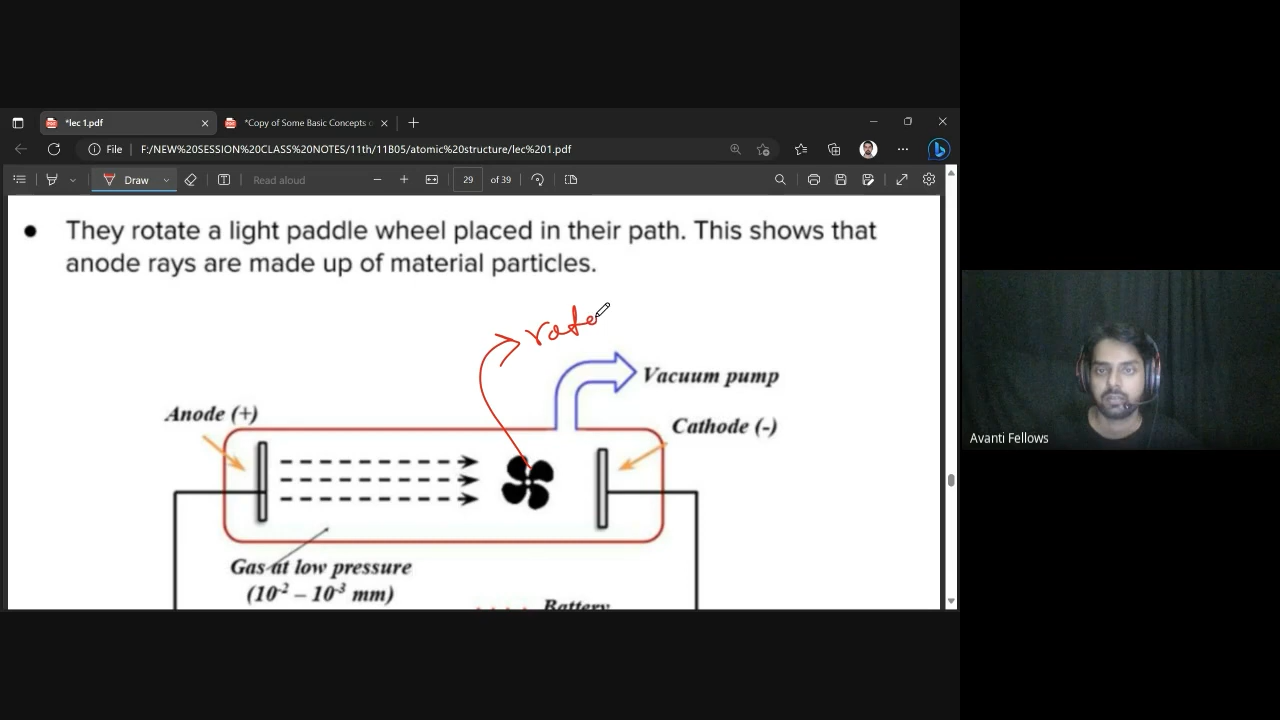 *lec 1.pdf
*Copy of Some Basic Concepts o
File
F:/NEW%20SESSION%20CLASS%20NOTES/11th/11B05/atomic%20structure/lec%201.pdf
Draw
Read aloud
29
of 39
They rotate a light paddle wheel placed in their path. This shows that
anode rays are made up of material particles.
rate
Vacuum pump
Anode (+)
Cathode (-)
Gas at low pressure
(10-2 – 10-3 mm)
Battery
Avanti Fellows